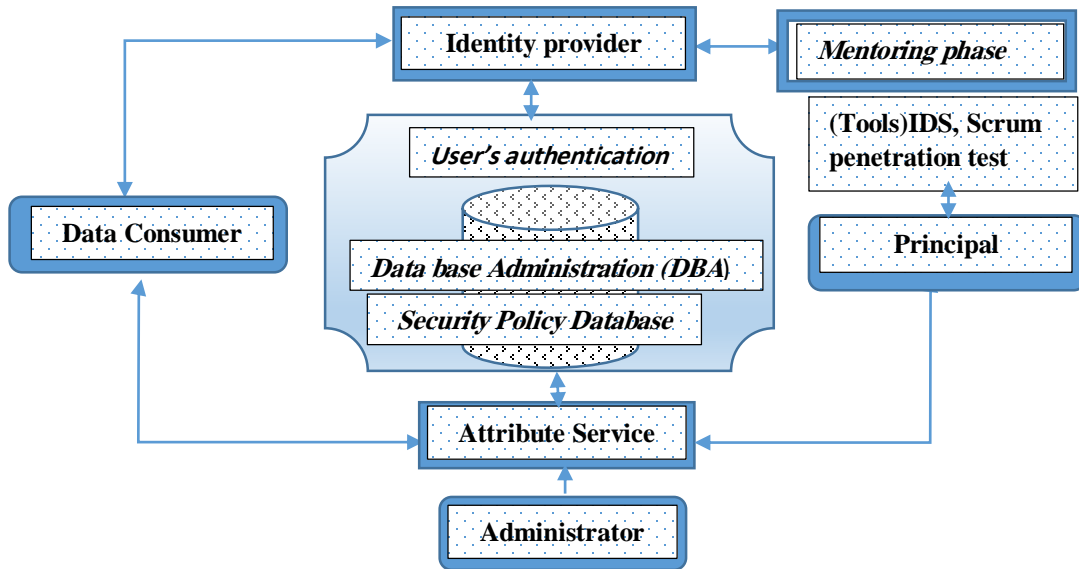 Identity provider
Mentoring phase
(Tools)IDS, Scrum
penetration test
User's authentication
Data Consumer
Principal
Data base Administration (DBA)
Security Policy Database
Attribute Service
Administrator